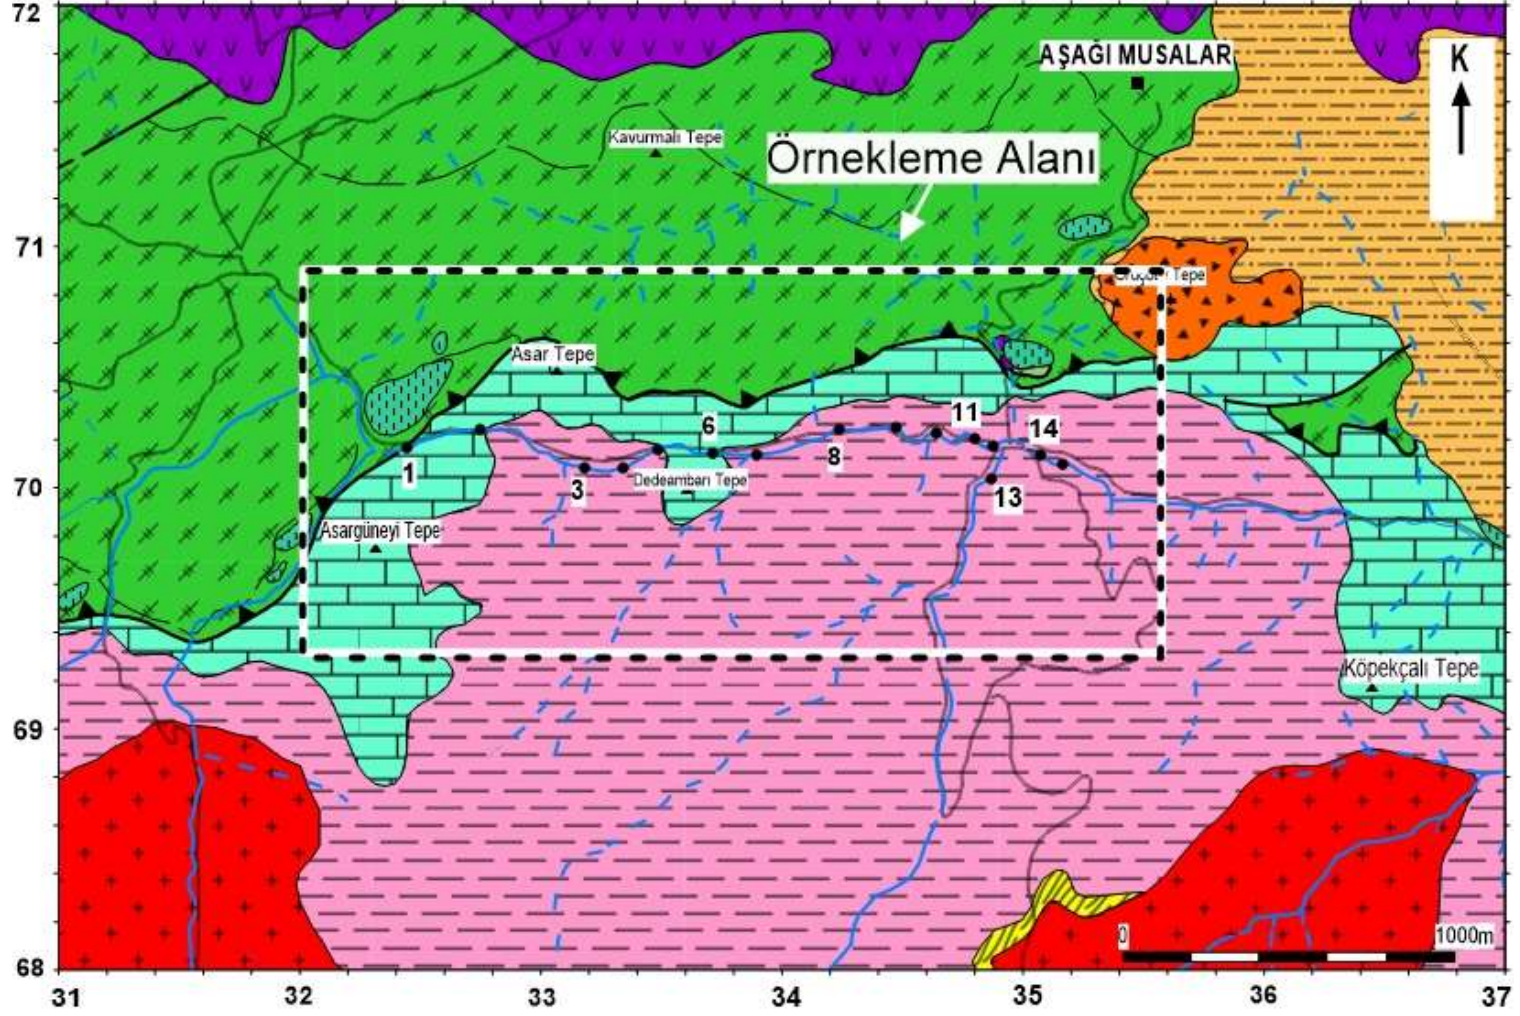 72
AŞAĞI MUSALAR
K
Kavurmalı Tepe
Örnekleme Alanı
71
Tepe
Asar Tepe
11
6
14
1
8
3
Dedeambarı Tepe
70
13
Asargüneyi Tepe
Köpekçalı Tepe
69
0
1000m
68
31
32
33
34
35
36
37